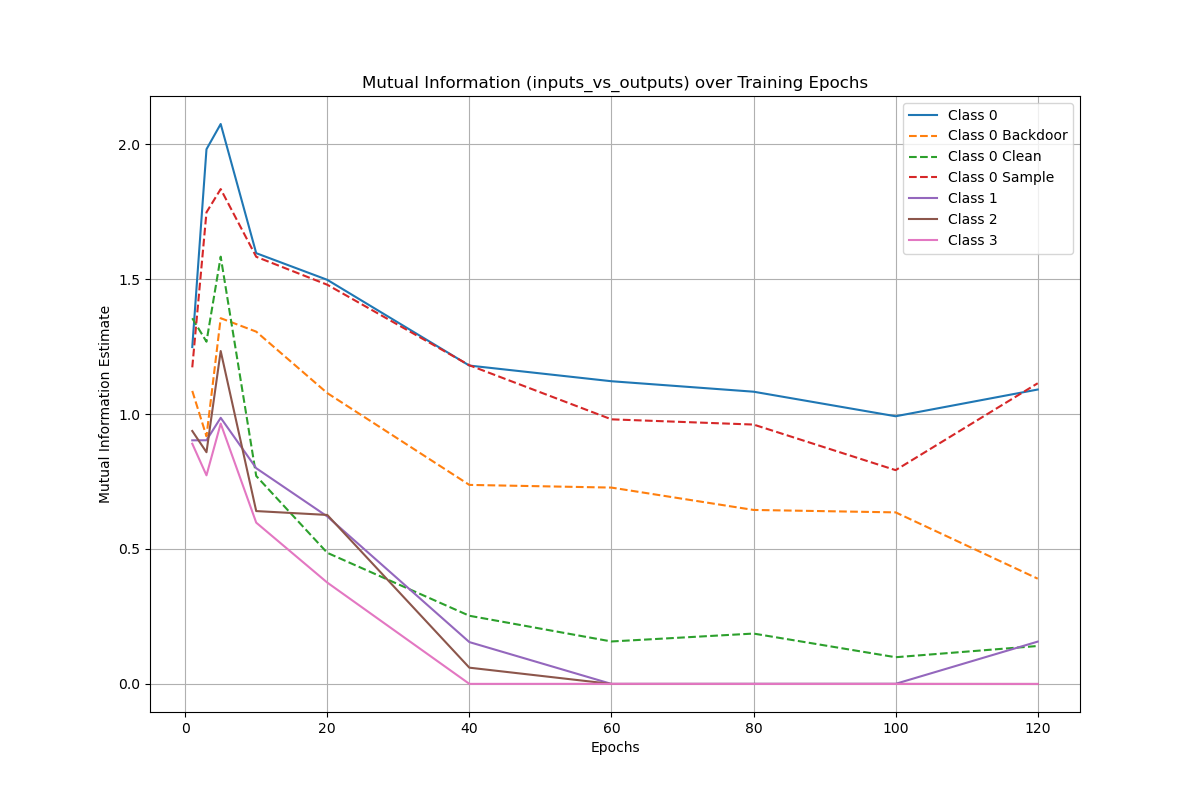 Mutual Information (inputs_vs_outputs) over Training Epochs
Mutual Information Estimate
2.0
1.5
1.0
0.5
0.0
Class 0
Class 0 Backdoor
Class 0 Clean
Class 0 Sample
Class 1
Class 2
Class 3
0 20 40 60 80 100 120
Epochs